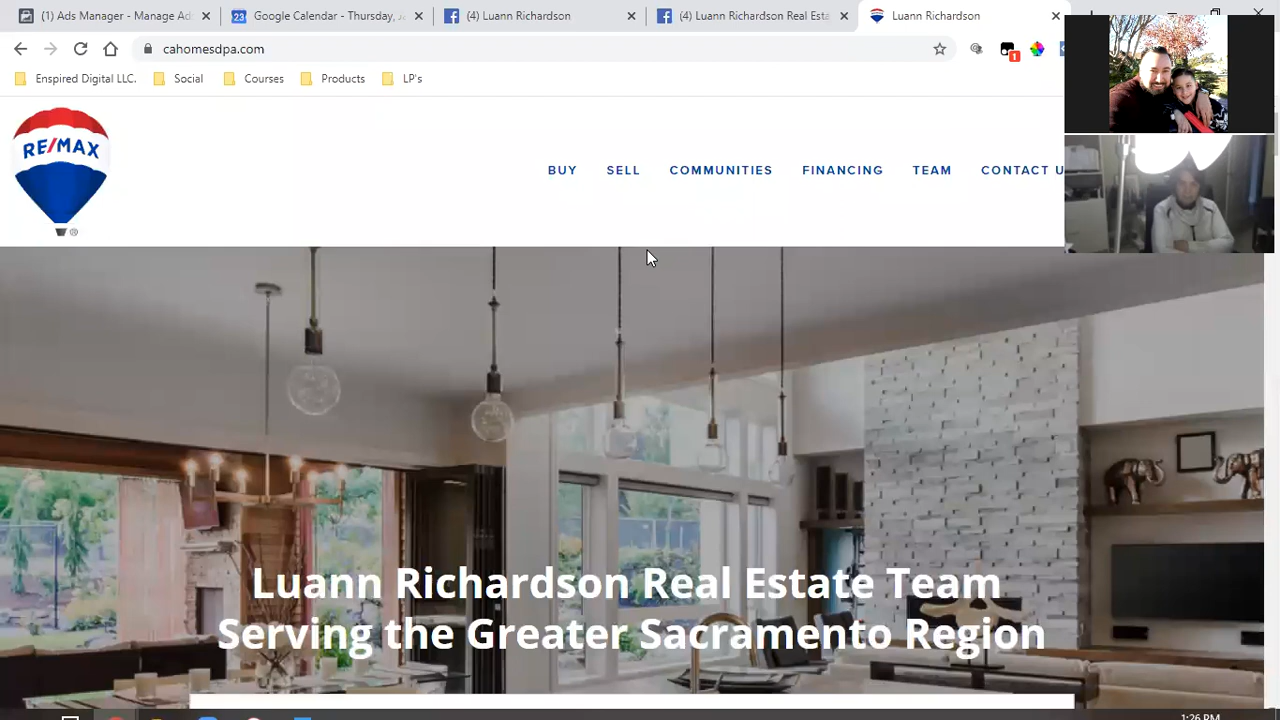 (1) Ads Manager - Manage Ad
Google Calendar - Thursday,
(4) Luann Richardson
(4) Luann Richardson Real Esta
Luann Richardson
cahomesdpa.com
1
Enspired Digital LLC.
Social
Courses
Products
LP's
RE/MAX
®
BUY
SELL
COMMUNITIES
FINANCING
TEAM
CONTACT U
Luann Richardson Real Estate Team
Serving the Greater Sacramento Region
1:26 PM